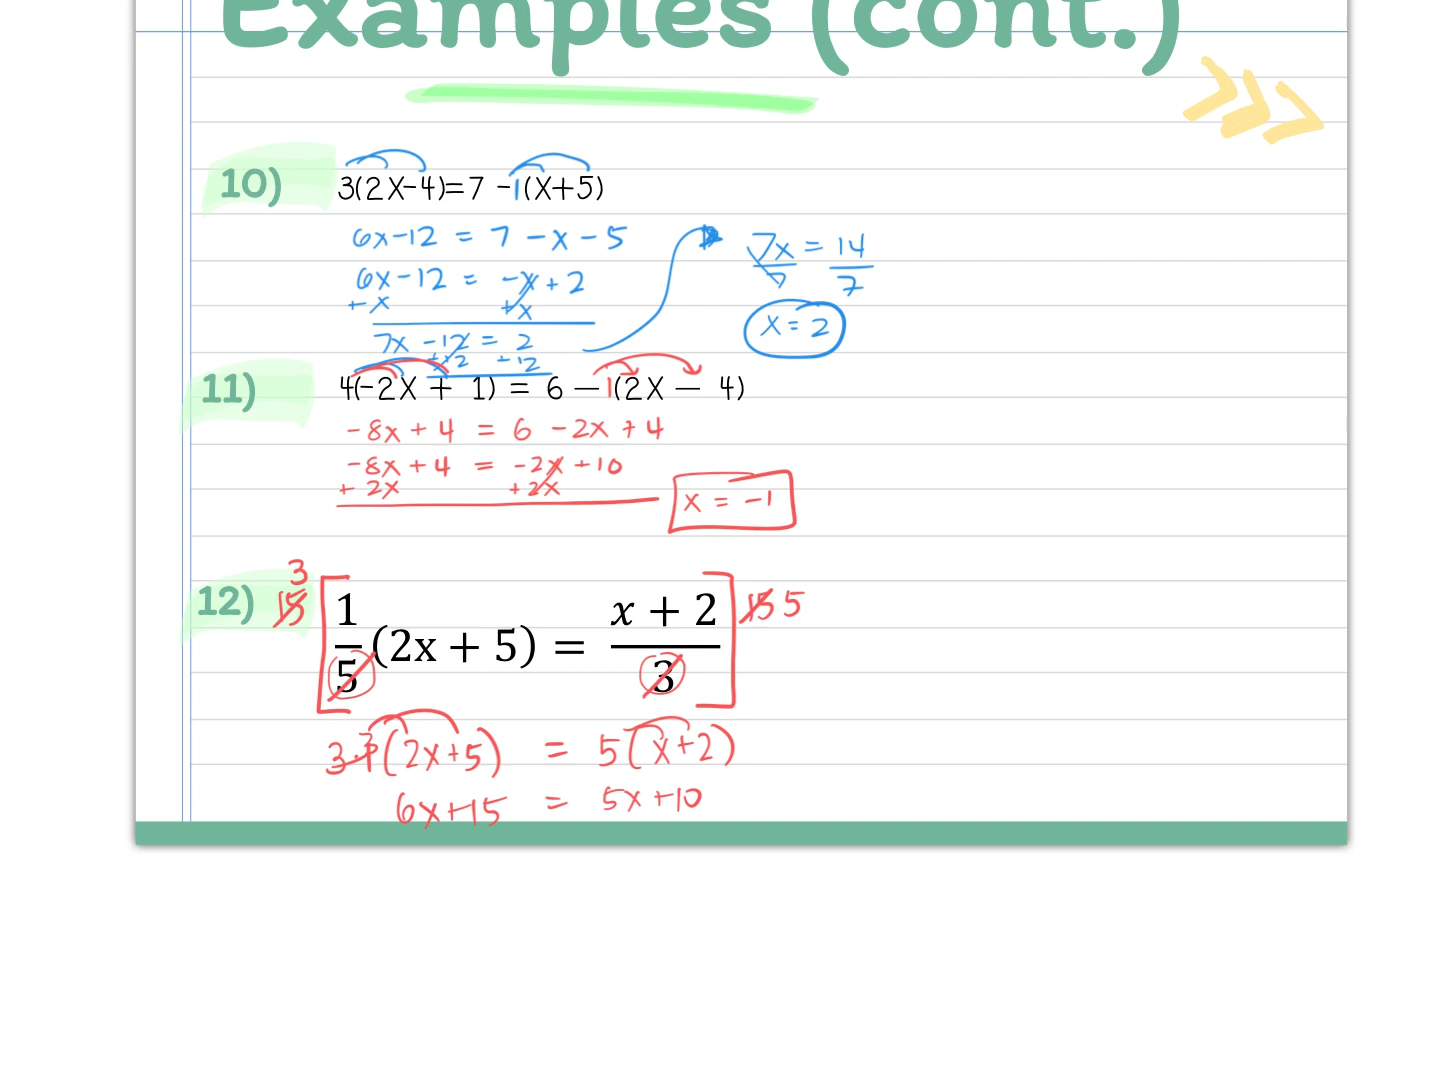 Examples (cont.)
10) 3(2x-4)=7 -1(x+5)
6x-12 = 7 -x -5
6x-12 = -x +2
+x +x
7x -12 = 2
+12 +12
7x = 14
7 7
x = 2
11) 4(-2x + 1) = 6 -1(2x - 4)
-8x + 4 = 6 -2x + 4
-8x + 4 = -2x +10
+ 2x +2x
x = -1
12) 3 15 [1/5 (2x + 5) = x + 2 / 3] 15 5
3·1(2x+5) = 5(x+2)
6x+15 = 5x+10